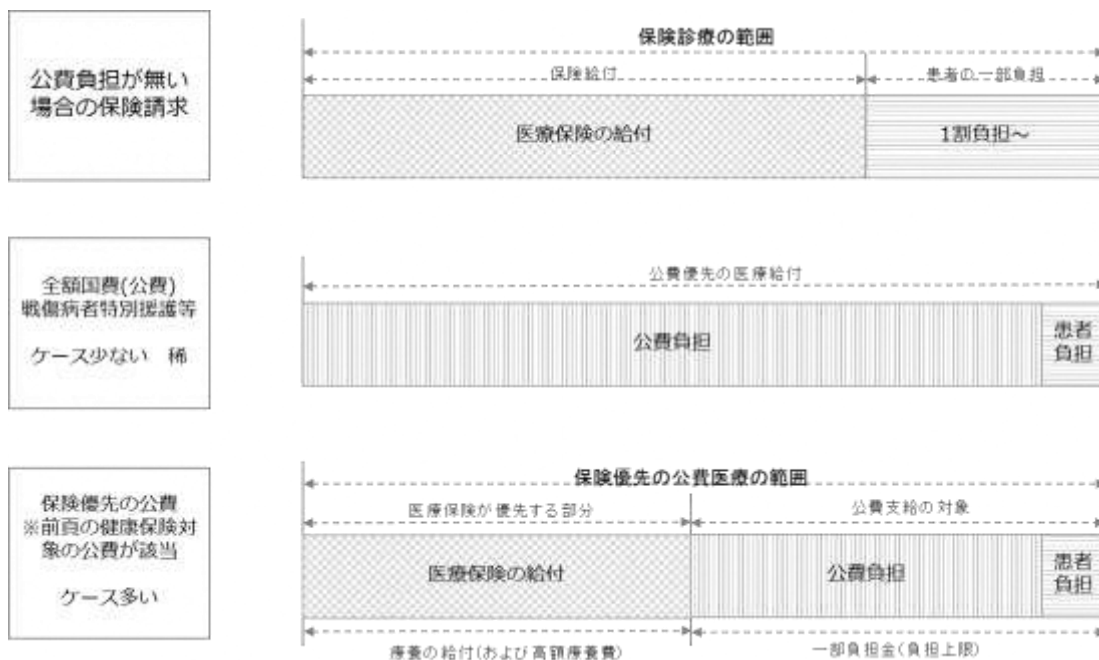 公費負担が無い
場合の保険請求
保険診療の範囲
保険給付
患者の一部負担
医療保険の給付
1割負担～
全額国費(公費)
戦傷病者特別援護等
ケース少ない　稀
公費優先の医療給付
公費負担
患者
負担
保険優先の公費
※前頁の健康保険対
象の公費が該当
ケース多い
保険優先の公費医療の範囲
医療保険が優先する部分
公費支給の対象
医療保険の給付
公費負担
患者
負担
療養の給付(および高額療養費)
一部負担金(負担上限)